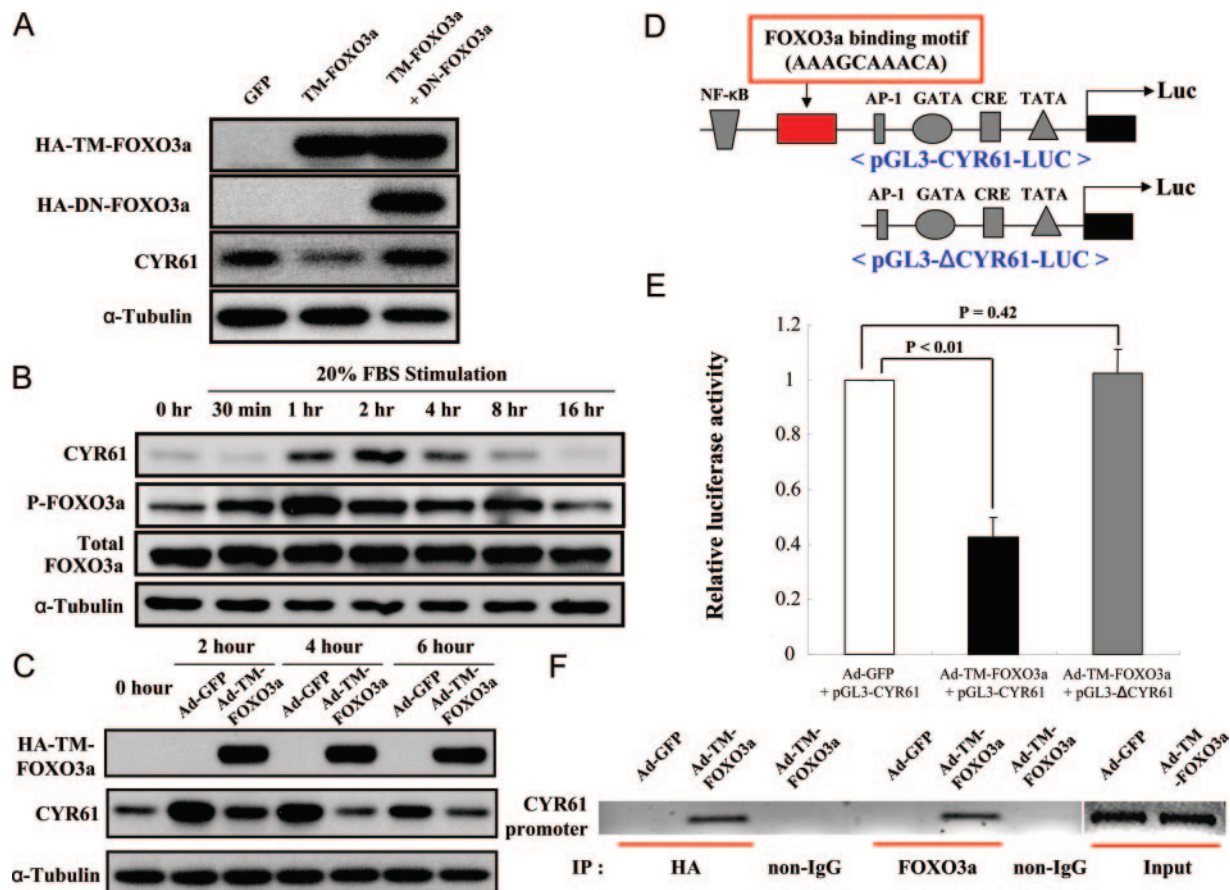 A
GFP
TM-FOXO3a
TM-FOXO3a
+ DN-FOXO3a
HA-TM-FOXO3a
HA-DN-FOXO3a
CYR61
α-Tubulin
B
20% FBS Stimulation
0 hr 30 min 1 hr 2 hr 4 hr 8 hr 16 hr
CYR61
P-FOXO3a
Total
FOXO3a
α-Tubulin
C
2 hour 4 hour 6 hour
0 hour
Ad-GFP
Ad-TM-
FOXO3a
Ad-GFP
Ad-TM-
FOXO3a
Ad-GFP
Ad-TM-
FOXO3a
HA-TM-
FOXO3a
CYR61
α-Tubulin
D
FOXO3a binding motif
(AAAGCAAACA)
NF-κB AP-1 GATA CRE TATA Luc
< pGL3-CYR61-LUC >
AP-1 GATA CRE TATA Luc
< pGL3-ΔCYR61-LUC >
E
Relative luciferase activity
1.2
1
0.8
0.6
0.4
0.2
0
P = 0.42
P < 0.01
Ad-GFP
+ pGL3-CYR61
Ad-TM-FOXO3a
+ pGL3-CYR61
Ad-TM-FOXO3a
+ pGL3-ΔCYR61
F
Ad-GFP
Ad-TM-
FOXO3a
Ad-TM-
FOXO3a
Ad-GFP
Ad-TM-
FOXO3a
Ad-TM-
FOXO3a
Ad-GFP
Ad-TM
-FOXO3a
CYR61
promoter
IP : HA non-IgG FOXO3a non-IgG Input